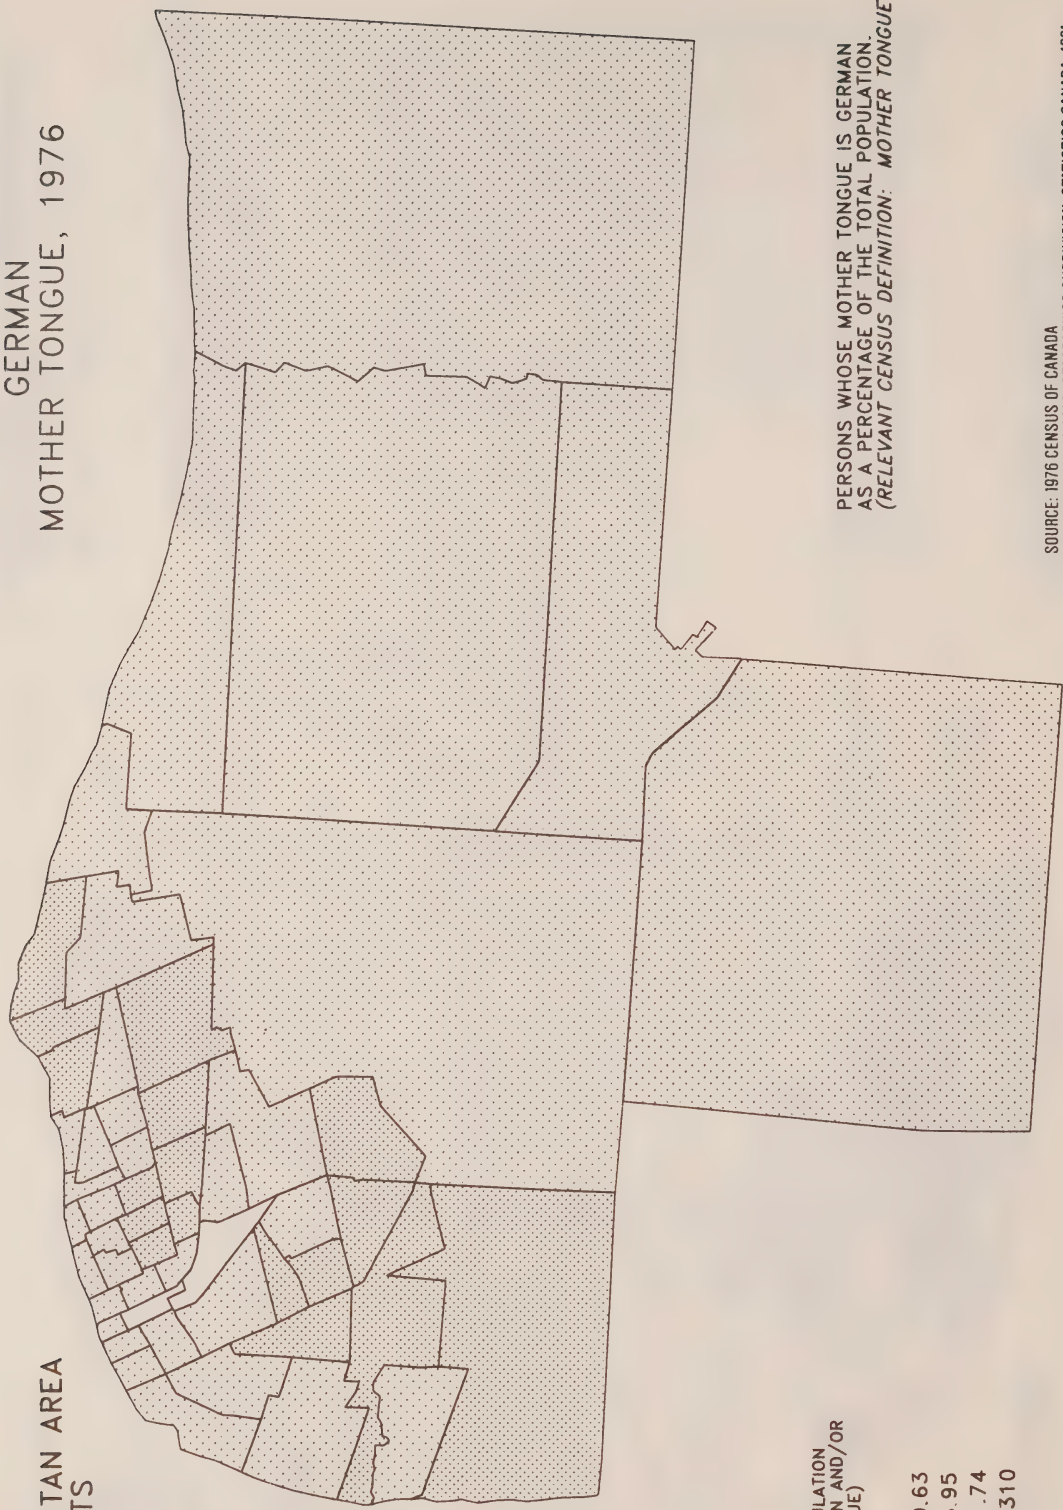 GERMAN
MOTHER TONGUE, 1976
TAN AREA
TS
PERSONS WHOSE MOTHER TONGUE IS GERMAN
AS A PERCENTAGE OF THE TOTAL POPULATION.
(RELEVANT CENSUS DEFINITION: MOTHER TONGUE
SOURCE: 1976 CENSUS OF CANADA
ULATION
N AND/OR
UE)
.63
.95
.74
310